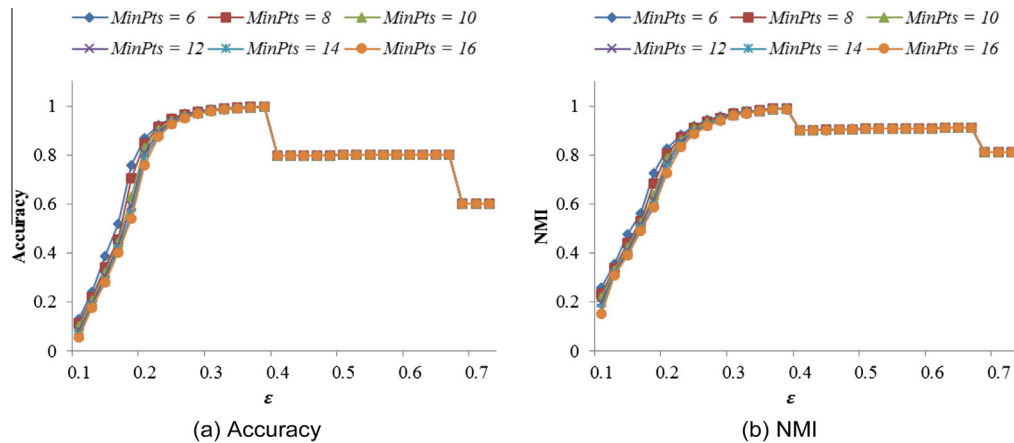 MinPts = 6 MinPts = 8 MinPts = 10
MinPts = 12 MinPts = 14 MinPts = 16
1
0.8
0.6
0.4
0.2
0
Accuracy
0.1 0.2 0.3 0.4 0.5 0.6 0.7
ε
(a) Accuracy
MinPts = 6 MinPts = 8 MinPts = 10
MinPts = 12 MinPts = 14 MinPts = 16
1
0.8
0.6
0.4
0.2
0
NMI
0.1 0.2 0.3 0.4 0.5 0.6 0.7
ε
(b) NMI